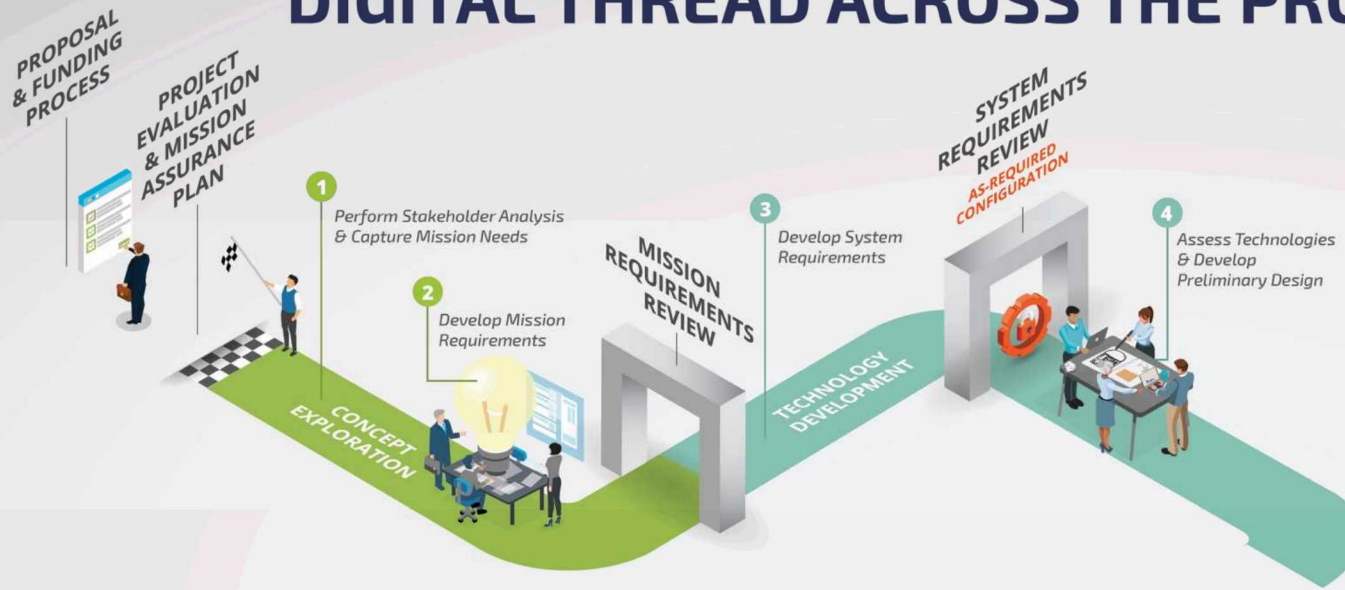 DIGITAL THREAD ACROSS THE
PROPOSAL
& FUNDING
PROCESS
PROJECT
EVALUATION
& MISSION
ASSURANCE
PLAN
1
Perform Stakeholder Analysis
& Capture Mission Needs
2
Develop Mission
Requirements
CONCEPT
EXPLORATION
MISSION
REQUIREMENTS
REVIEW
3
Develop System
Requirements
TECHNOLOGY
DEVELOPMENT
SYSTEM
REQUIREMENTS
REVIEW
AS-REQUIRED
CONFIGURATION
4
Assess Technologies
& Develop
Preliminary Design